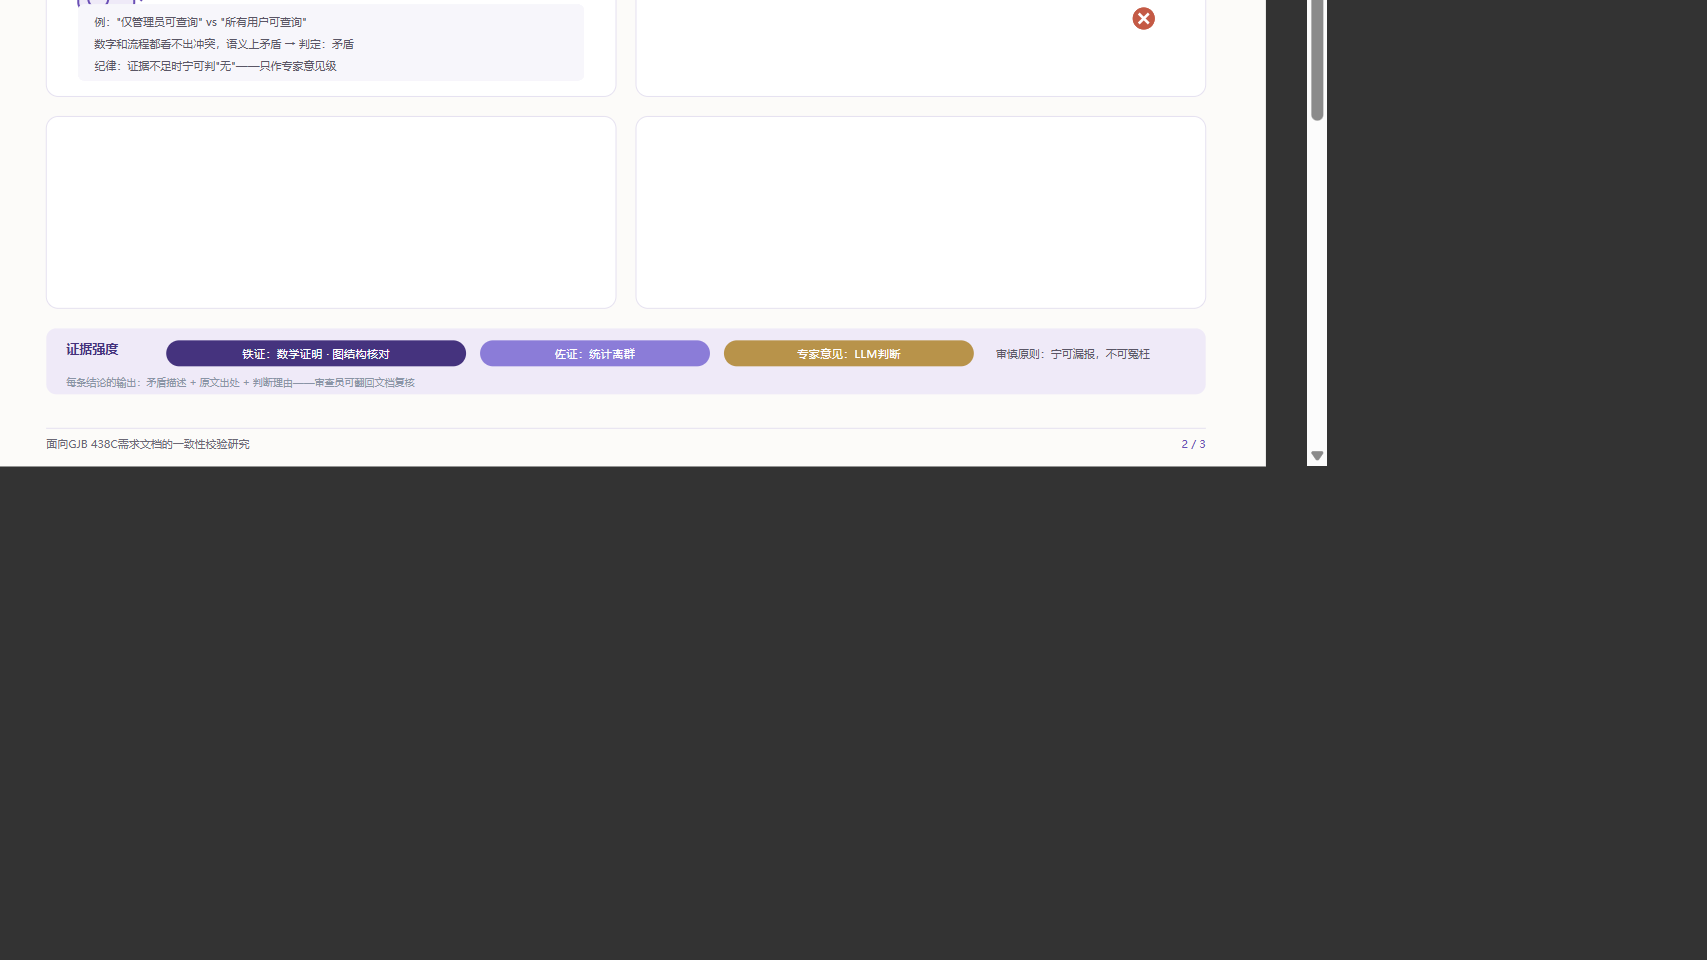 例："仅管理员可查询" vs "所有用户可查询"
数字和流程都看不出冲突，语义上矛盾 → 判定：矛盾
纪律：证据不足时宁可判"无"——只作专家意见级
证据强度
铁证：数学证明 · 图结构核对
佐证：统计离群
专家意见：LLM判断
审慎原则：宁可漏报，不可冤枉
每条结论的输出：矛盾描述 + 原文出处 + 判断理由——审查员可翻回文档复核
面向GJB 438C需求文档的一致性校验研究
2 / 3